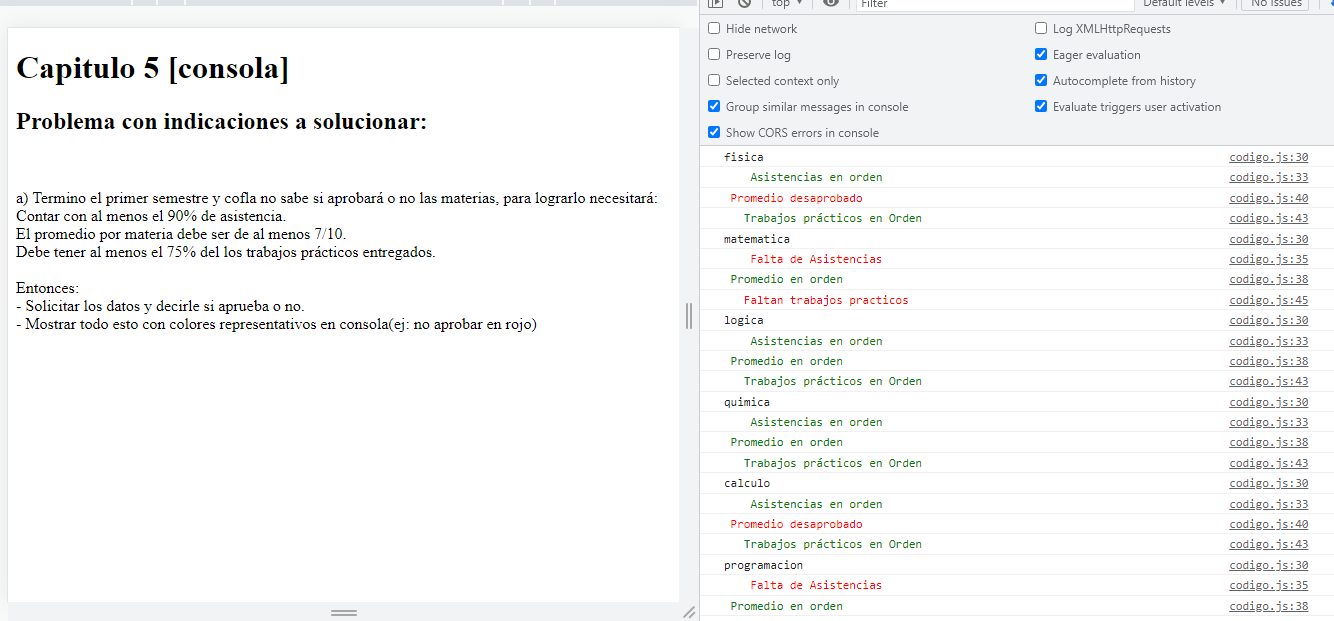 Capitulo 5 [consola]
Problema con indicaciones a solucionar:
a) Termino el primer semestre y cofla no sabe si aprobará o no las materias, para lograrlo necesitará:
Contar con al menos el 90% de asistencia.
El promedio por materia debe ser de al menos 7/10.
Debe tener al menos el 75% del los trabajos prácticos entregados.
Entonces:
- Solicitar los datos y decirle si aprueba o no.
- Mostrar todo esto con colores representativos en consola(ej: no aprobar en rojo)
top Filter Default levels No Issues
Hide network Log XMLHttpRequests
Preserve log Eager evaluation
Selected context only Autocomplete from history
Group similar messages in console Evaluate triggers user activation
Show CORS errors in console
fisica codigo.js:30
Asistencias en orden codigo.js:33
Promedio desaprobado codigo.js:40
Trabajos prácticos en Orden codigo.js:43
matematica codigo.js:30
Falta de Asistencias codigo.js:35
Promedio en orden codigo.js:38
Faltan trabajos practicos codigo.js:45
logica codigo.js:30
Asistencias en orden codigo.js:33
Promedio en orden codigo.js:38
Trabajos prácticos en Orden codigo.js:43
quimica codigo.js:30
Asistencias en orden codigo.js:33
Promedio en orden codigo.js:38
Trabajos prácticos en Orden codigo.js:43
calculo codigo.js:30
Asistencias en orden codigo.js:33
Promedio desaprobado codigo.js:40
Trabajos prácticos en Orden codigo.js:43
programacion codigo.js:30
Falta de Asistencias codigo.js:35
Promedio en orden codigo.js:38